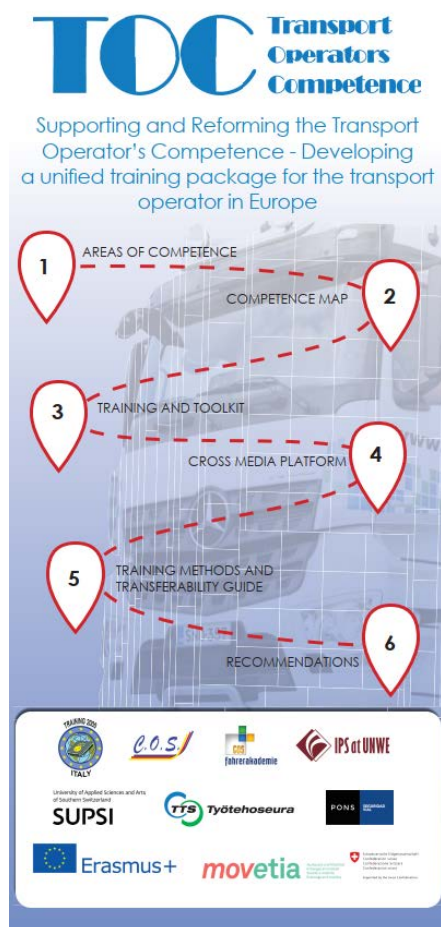 TOC Transport
Operators
Competence
Supporting and Reforming the Transport
Operator's Competence - Developing
a unified training package for the transport
operator in Europe
1
AREAS OF COMPETENCE
COMPETENCE MAP
2
3
TRAINING AND TOOLKIT
CROSS MEDIA PLATFORM
4
5
TRAINING METHODS AND
TRANSFERABILITY GUIDE
RECOMMENDATIONS
6
TRAINING 2000
ITALY
C.O.S.
fahrerakademie
IPS at UNWE
University of Applied Sciences and Arts
of Southern Switzerland
SUPSI
TTS Työtehoseura
PONS
SEGURIDAD
VIAL
Erasmus+
movetia